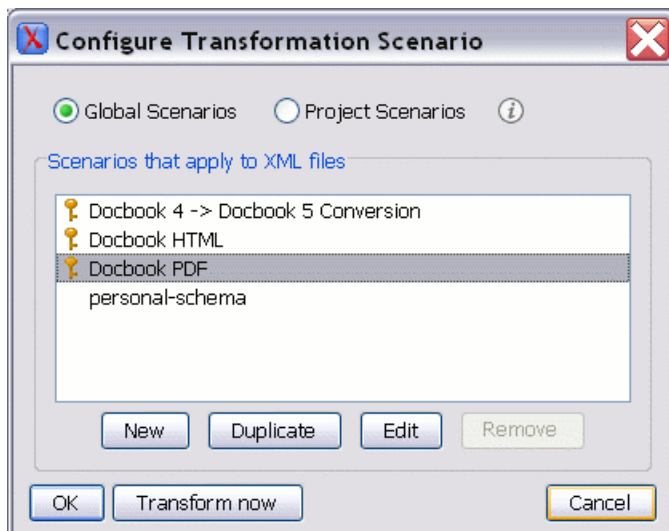 Configure Transformation Scenario
Global Scenarios Project Scenarios i
Scenarios that apply to XML files
Docbook 4 -> Docbook 5 Conversion
Docbook HTML
Docbook PDF
personal-schema
New Duplicate Edit Remove
OK Transform now Cancel